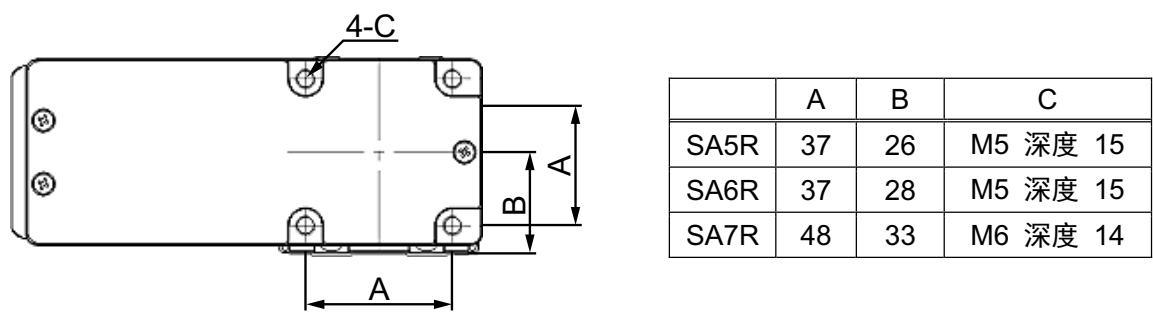 4-C
A
B
A
A B C
SA5R 37 26 M5 深度 15
SA6R 37 28 M5 深度 15
SA7R 48 33 M6 深度 14